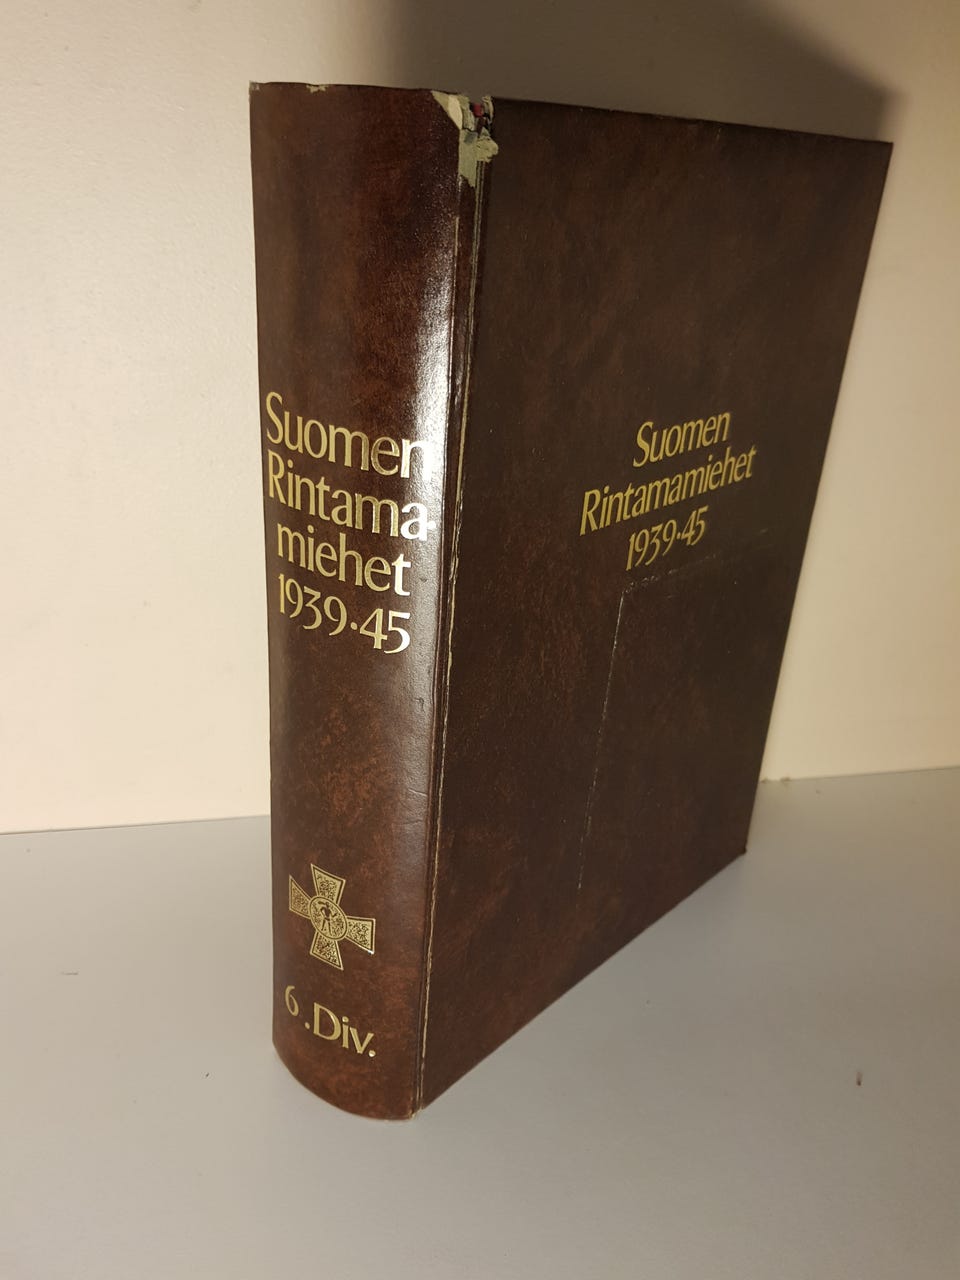 Suomen
Rintama
miehet
1939·45
6.Div.
Suomen
Rintamamiehet
1939·45